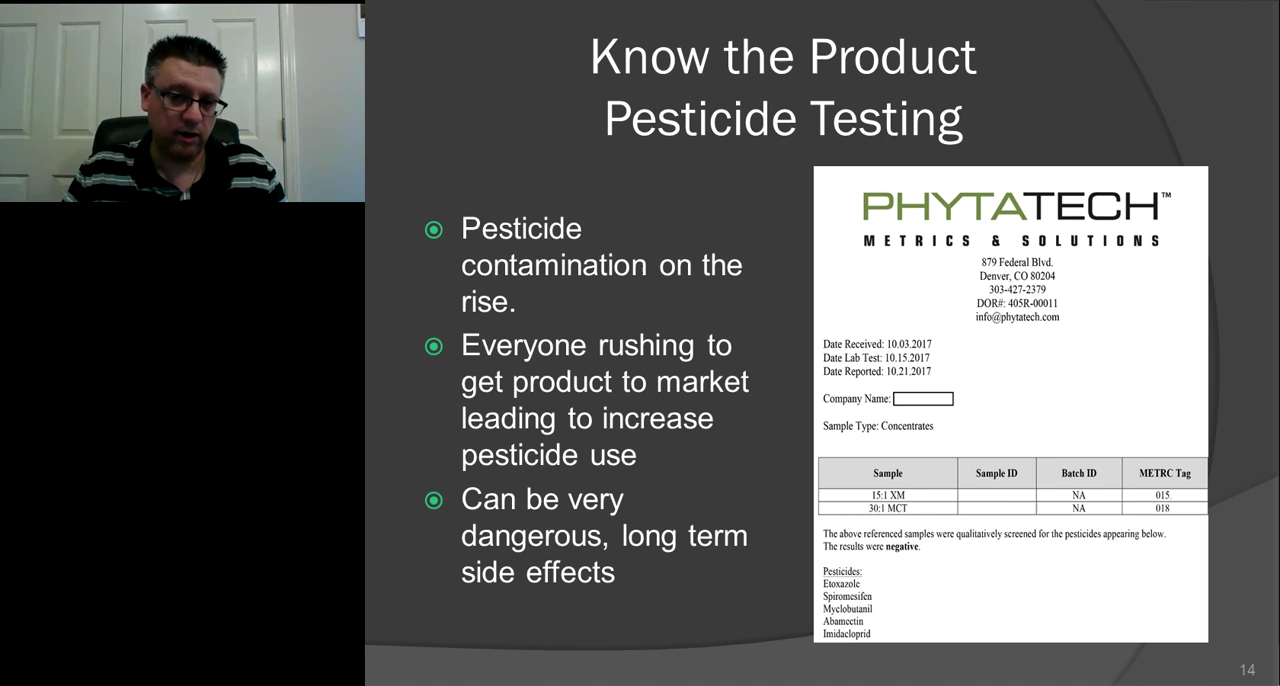 Know the Product
Pesticide Testing
Pesticide
contamination on the
rise.
Everyone rushing to
get product to market
leading to increase
pesticide use
Can be very
dangerous, long term
side effects
PHYTATECH™
METRICS & SOLUTIONS
879 Federal Blvd.
Denver, CO 80204
303-427-2379
DOR#: 405R-00011
info@phytatech.com
Date Received: 10.03.2017
Date Lab Test: 10.15.2017
Date Reported: 10.21.2017
Company Name:
Sample Type: Concentrates
Sample Sample ID Batch ID METRC Tag
15:1 XM NA 015
30:1 MCT NA 018
The above referenced samples were qualitatively screened for the pesticides appearing below.
The results were negative.
Pesticides:
Etoxazole
Spiromesifen
Myclobutanil
Abamectin
Imidacloprid
14